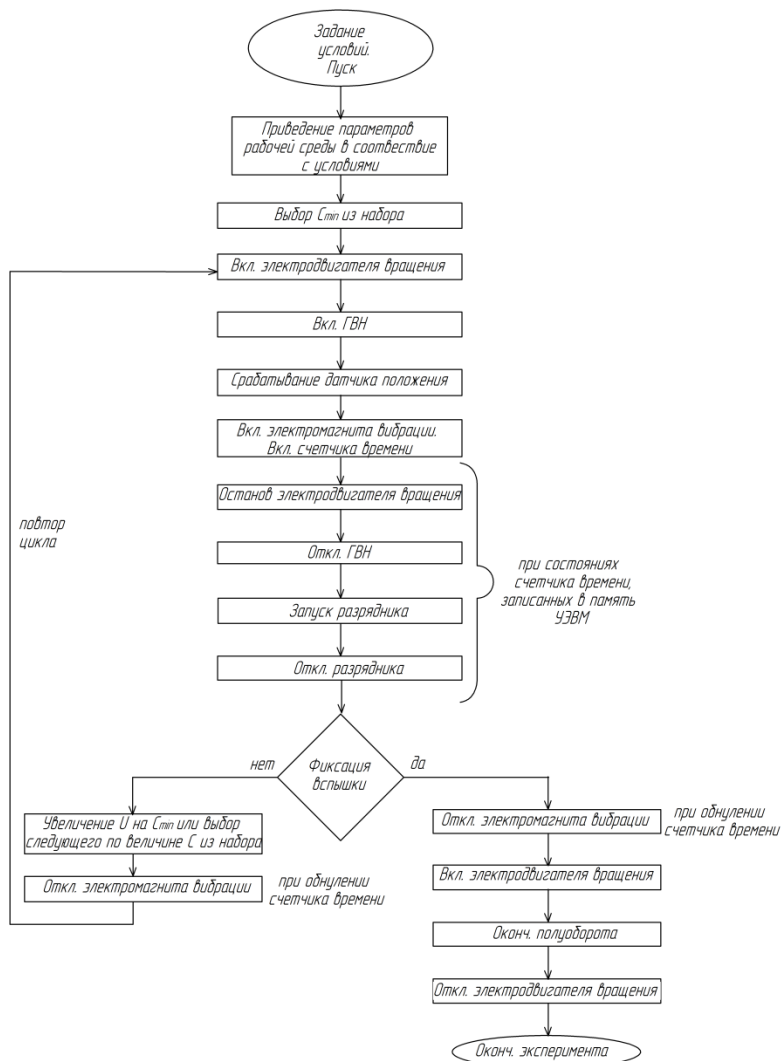 Задание
условий.
Пуск
Приведение параметров
рабочей среды в соотвествие
с условиями
Выбор Cmin из набора
Вкл. электродвигателя вращения
Вкл. ГВН
Срабатывание датчика положения
Вкл. электромагнита вибрации.
Вкл. счетчика времени
Останов электродвигателя вращения
повтор
цикла
Откл. ГВН
при состояниях
счетчика времени,
записанных в память
УЭВМ
Запуск разрядника
Откл. разрядника
нет
Фиксация
вспышки
да
Увеличение U на Cmin или выбор
следующего по величине C из набора
Откл. электромагнита вибрации
при обнулении
счетчика времени
Откл. электромагнита вибрации
при обнулении
счетчика времени
Вкл. электродвигателя вращения
Оконч. полуоборота
Откл. электродвигателя вращения
Оконч. эксперимента